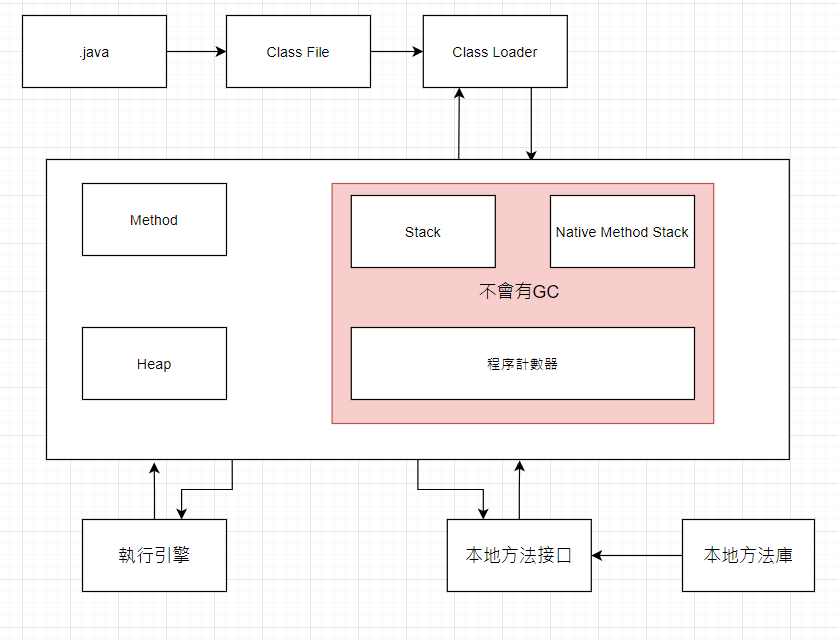 .java
Class File
Class Loader
Method
Stack
Native Method Stack
不會有GC
Heap
程序計數器
執行引擎
本地方法接口
本地方法庫